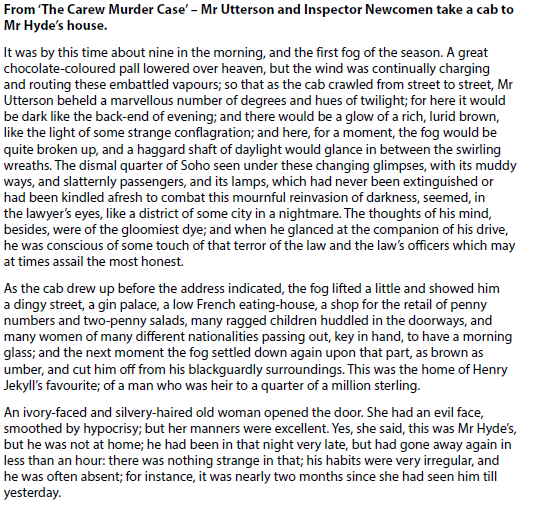 From ‘The Carew Murder Case’ – Mr Utterson and Inspector Newcomen take a cab to
Mr Hyde’s house.
It was by this time about nine in the morning, and the first fog of the season. A great
chocolate-coloured pall lowered over heaven, but the wind was continually charging
and routing these embattled vapours; so that as the cab crawled from street to street, Mr
Utterson beheld a marvellous number of degrees and hues of twilight; for here it would
be dark like the back-end of evening; and there would be a glow of a rich, lurid brown,
like the light of some strange conflagration; and here, for a moment, the fog would be
quite broken up, and a haggard shaft of daylight would glance in between the swirling
wreaths. The dismal quarter of Soho seen under these changing glimpses, with its muddy
ways, and slatternly passengers, and its lamps, which had never been extinguished or
had been kindled afresh to combat this mournful reinvasion of darkness, seemed, in
the lawyer’s eyes, like a district of some city in a nightmare. The thoughts of his mind,
besides, were of the gloomiest dye; and when he glanced at the companion of his drive,
he was conscious of some touch of that terror of the law and the law’s officers which may
at times assail the most honest.
As the cab drew up before the address indicated, the fog lifted a little and showed him
a dingy street, a gin palace, a low French eating-house, a shop for the retail of penny
numbers and two-penny salads, many ragged children huddled in the doorways, and
many women of many different nationalities passing out, key in hand, to have a morning
glass; and the next moment the fog settled down again upon that part, as brown as
umber, and cut him off from his blackguardly surroundings. This was the home of Henry
Jekyll’s favourite; of a man who was heir to a quarter of a million sterling.
An ivory-faced and silvery-haired old woman opened the door. She had an evil face,
smoothed by hypocrisy; but her manners were excellent. Yes, she said, this was Mr Hyde’s,
but he was not at home; he had been in that night very late, but had gone away again in
less than an hour: there was nothing strange in that; his habits were very irregular, and
he was often absent; for instance, it was nearly two months since she had seen him till
yesterday.